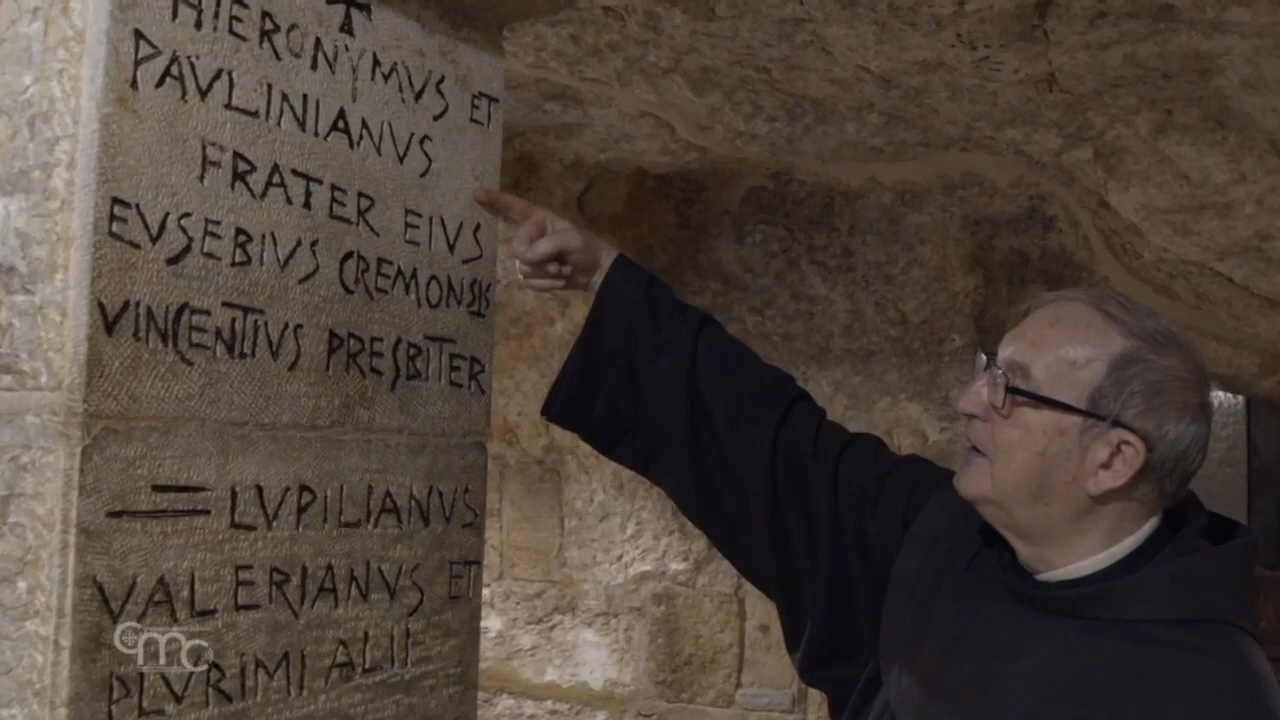 HIERONYMVS ET
PAVLINIANVS
FRATER EIVS
EVSEBIVS CREMONSIS
VINCENTIVS PRESBITER
= LVPILIANVS
VALERIANVS ET
PLVRIMI ALII
cmc